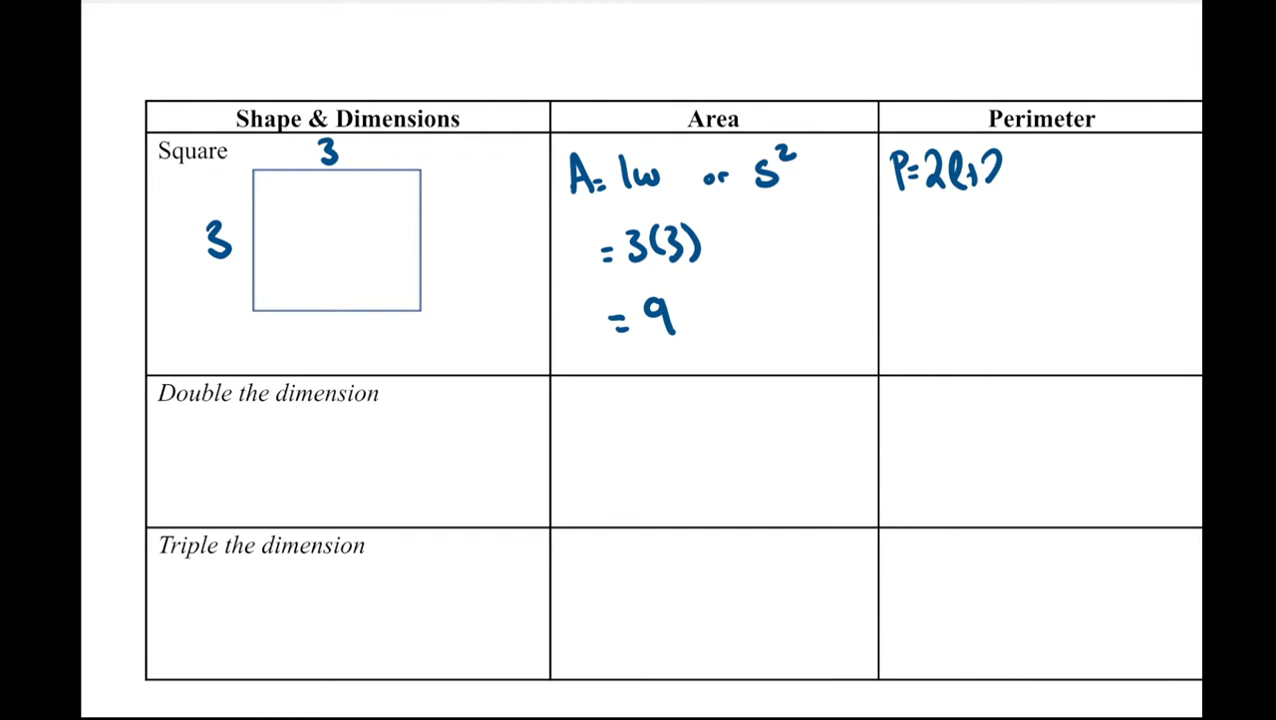 Shape & Dimensions Area Perimeter
Square 3
3
A= lw or s²
= 3(3)
= 9
P=2l+2
Double the dimension
Triple the dimension